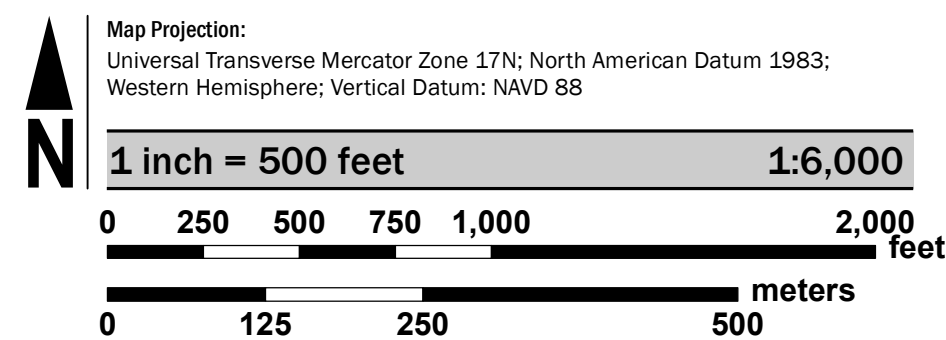 Map Projection:
Universal Transverse Mercator Zone 17N; North American Datum 1983;
Western Hemisphere; Vertical Datum: NAVD 88
N
1 inch = 500 feet 1:6,000
0 250 500 750 1,000 2,000
feet
meters
0 125 250 500